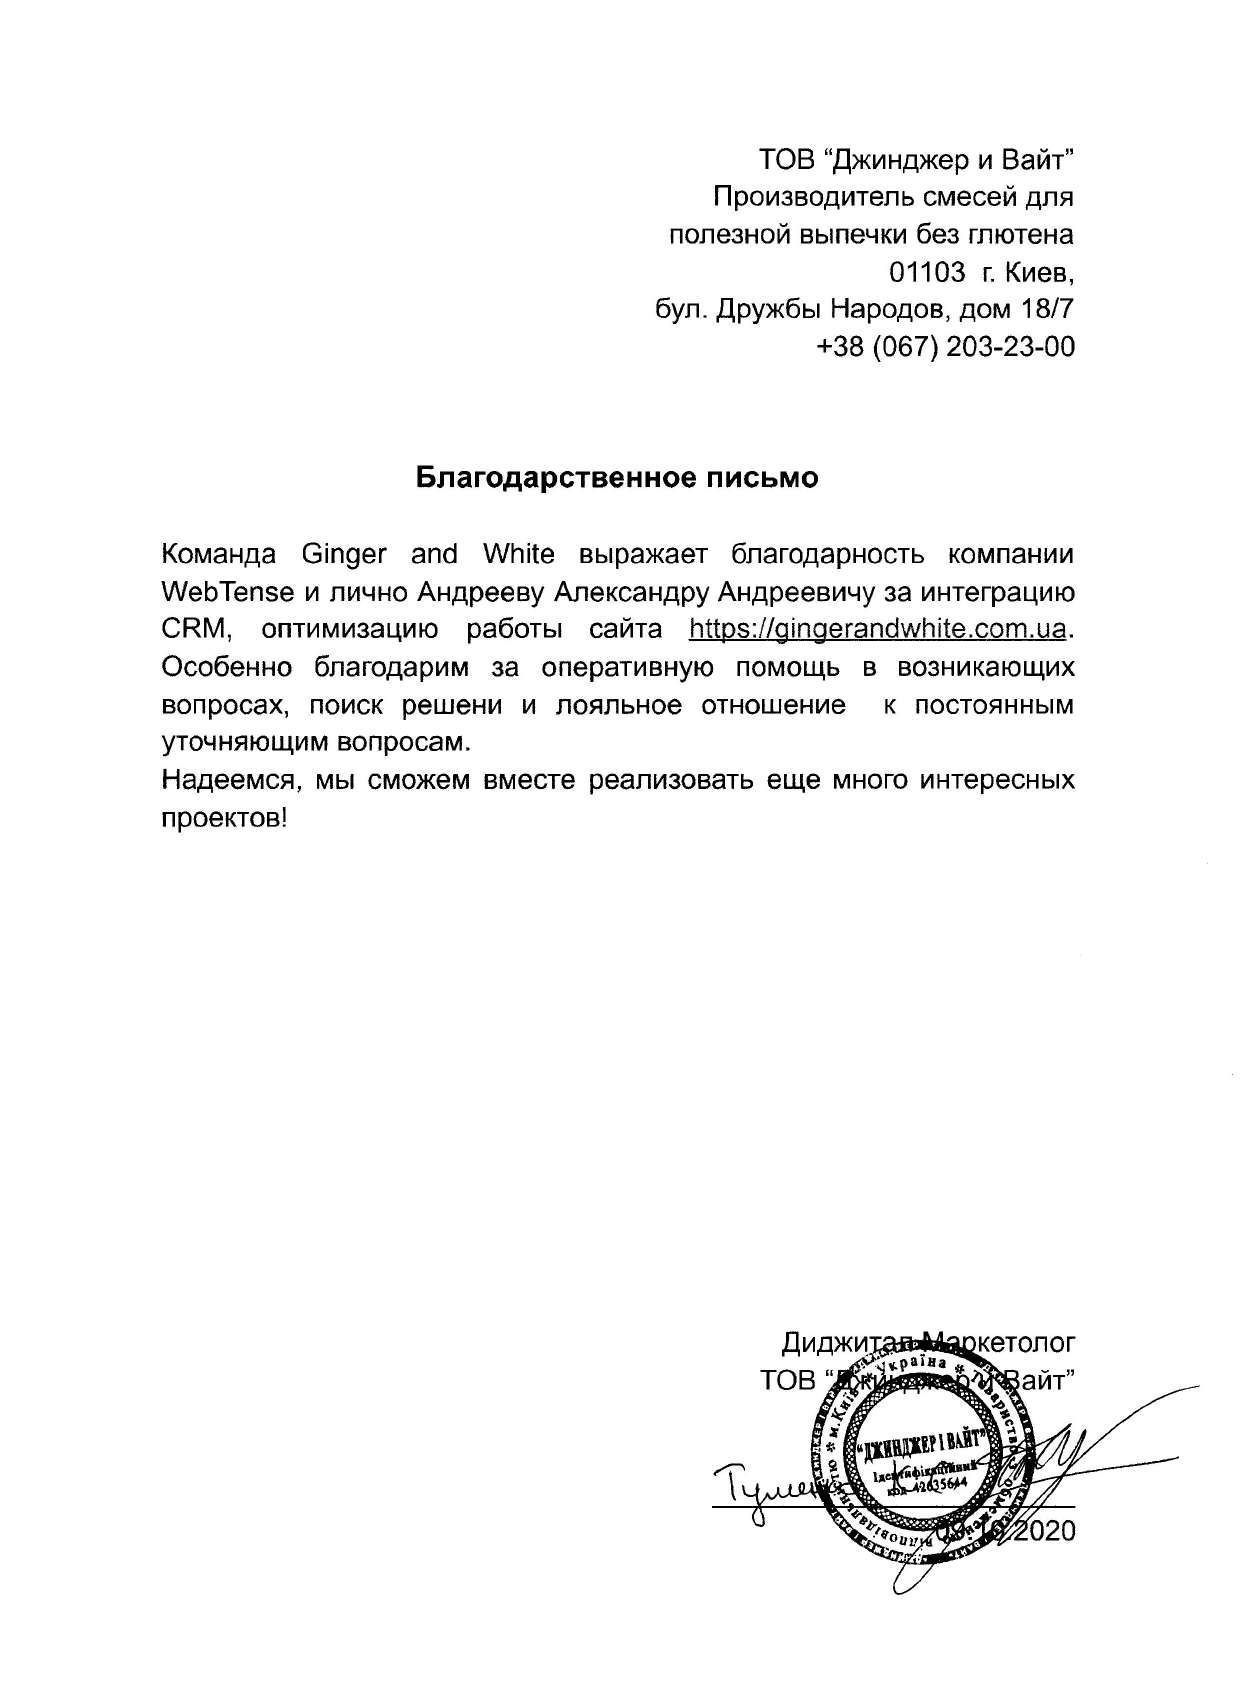 ТОВ “Джинджер и Вайт”
Производитель смесей для
полезной выпечки без глютена
01103 г. Киев,
бул. Дружбы Народов, дом 18/7
+38 (067) 203-23-00
Благодарственное письмо
Команда Ginger and White выражает благодарность компании
WebTense и лично Андрееву Александру Андреевичу за интеграцию
CRM, оптимизацию работы сайта https://gingerandwhite.com.ua.
Особенно благодарим за оперативную помощь в возникающих
вопросах, поиск решени и лояльное отношение к постоянным
уточняющим вопросам.
Надеемся, мы сможем вместе реализовать еще много интересных
проектов!
Диджитал Маркетолог
ТОВ “Джинджер и Вайт”
м.Київ * Україна * Товариство з обмеженою відповідальністю *
“ДЖИНДЖЕР І ВАЙТ”
Ідентифікаційний
код 42635644
2020